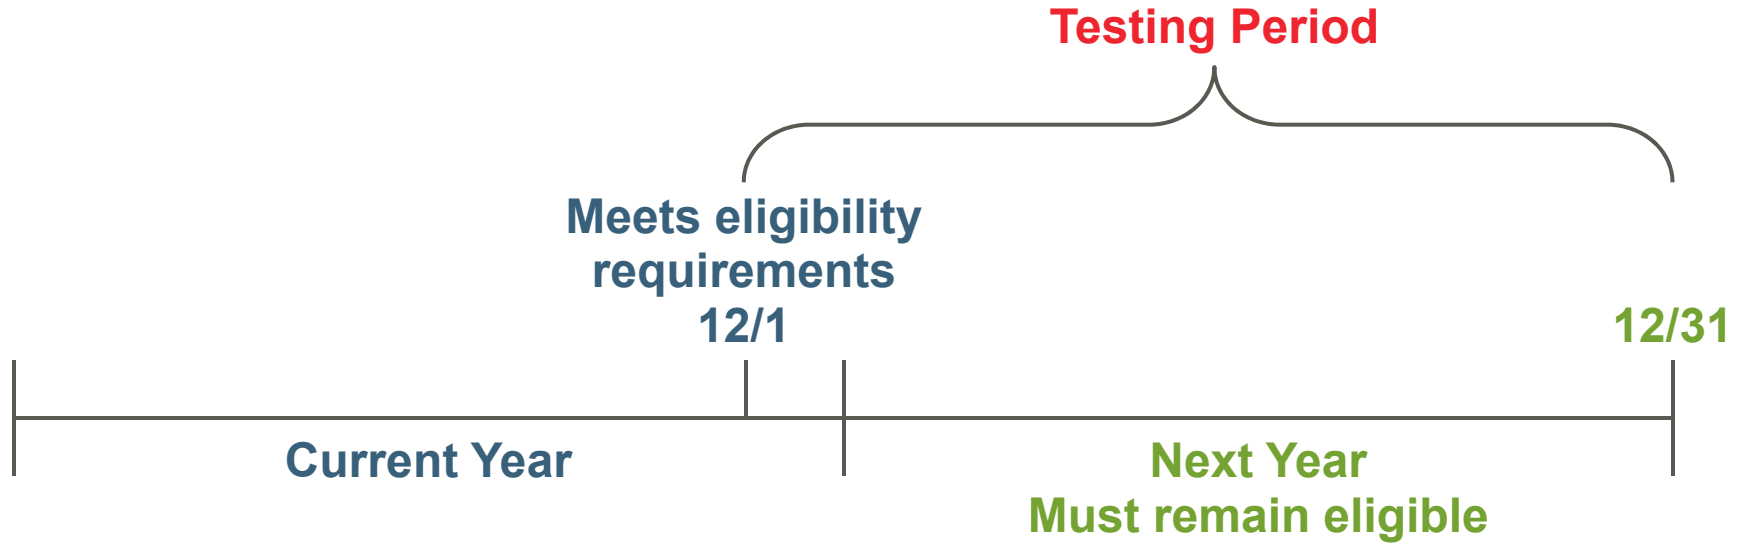 Testing Period
Meets eligibility
requirements
12/1
12/31
Current Year
Next Year
Must remain eligible